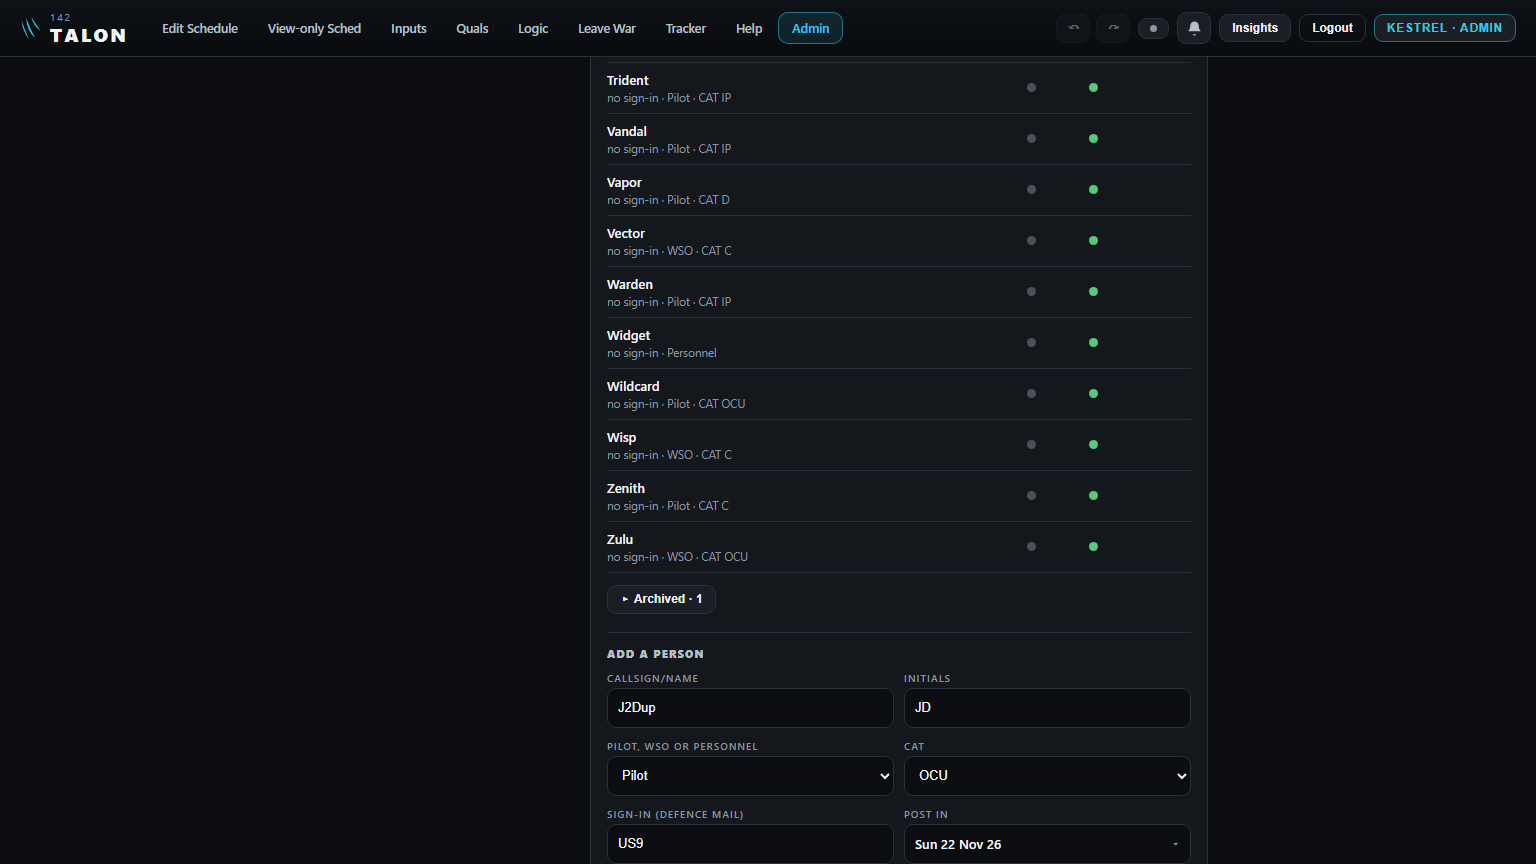 142
TALON
Edit Schedule
View-only Sched
Inputs
Quals
Logic
Leave War
Tracker
Help
Admin
Insights
Logout
KESTREL · ADMIN
Trident
no sign-in · Pilot · CAT IP
Vandal
no sign-in · Pilot · CAT IP
Vapor
no sign-in · Pilot · CAT D
Vector
no sign-in · WSO · CAT C
Warden
no sign-in · Pilot · CAT IP
Widget
no sign-in · Personnel
Wildcard
no sign-in · Pilot · CAT OCU
Wisp
no sign-in · WSO · CAT C
Zenith
no sign-in · Pilot · CAT C
Zulu
no sign-in · WSO · CAT OCU
Archived · 1
ADD A PERSON
CALLSIGN/NAME
INITIALS
J2Dup
JD
PILOT, WSO OR PERSONNEL
CAT
Pilot
OCU
SIGN-IN (DEFENCE MAIL)
POST IN
US9
Sun 22 Nov 26